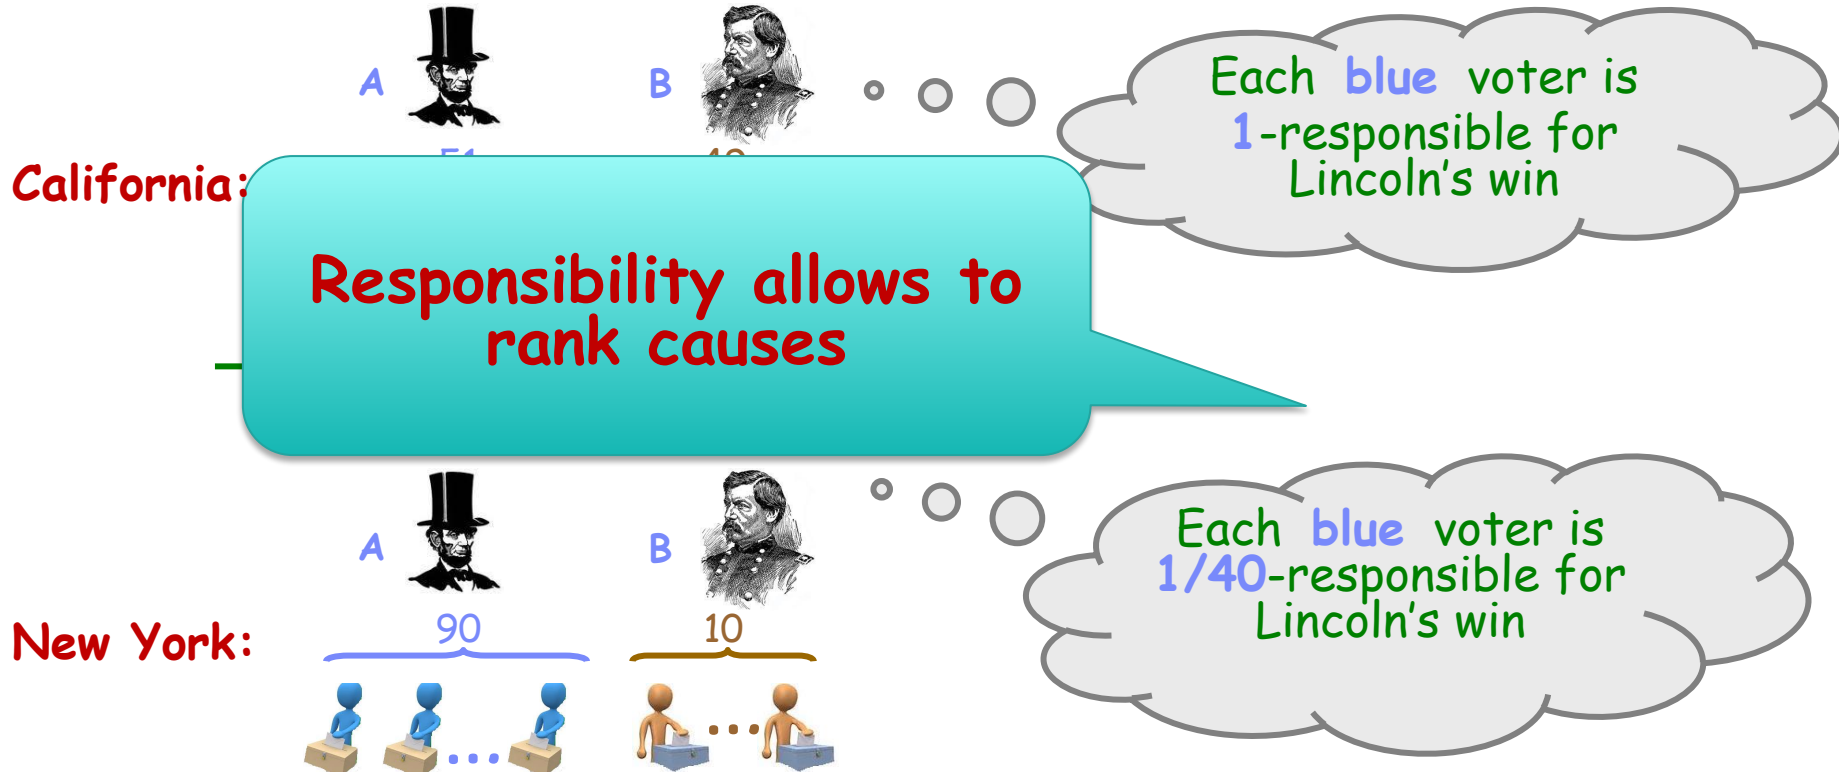 A
B
Each blue voter is
1-responsible for
Lincoln's win
California:
Responsibility allows to
rank causes
A
B
Each blue voter is
1/40-responsible for
Lincoln's win
90
10
New York:
...
...